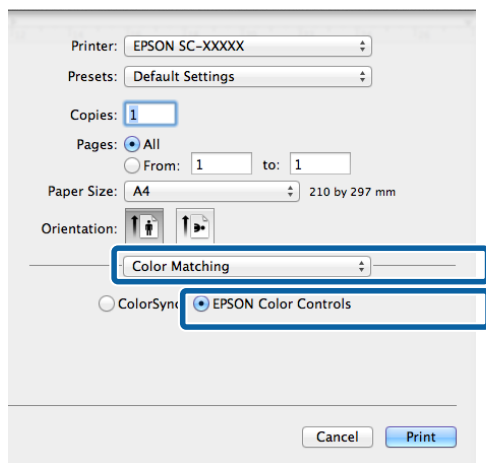 Printer: EPSON SC-XXXXX
Presets: Default Settings
Copies: 1
Pages: All
From: 1 to: 1
Paper Size: A4 210 by 297 mm
Orientation:
Color Matching
ColorSync EPSON Color Controls
Cancel Print